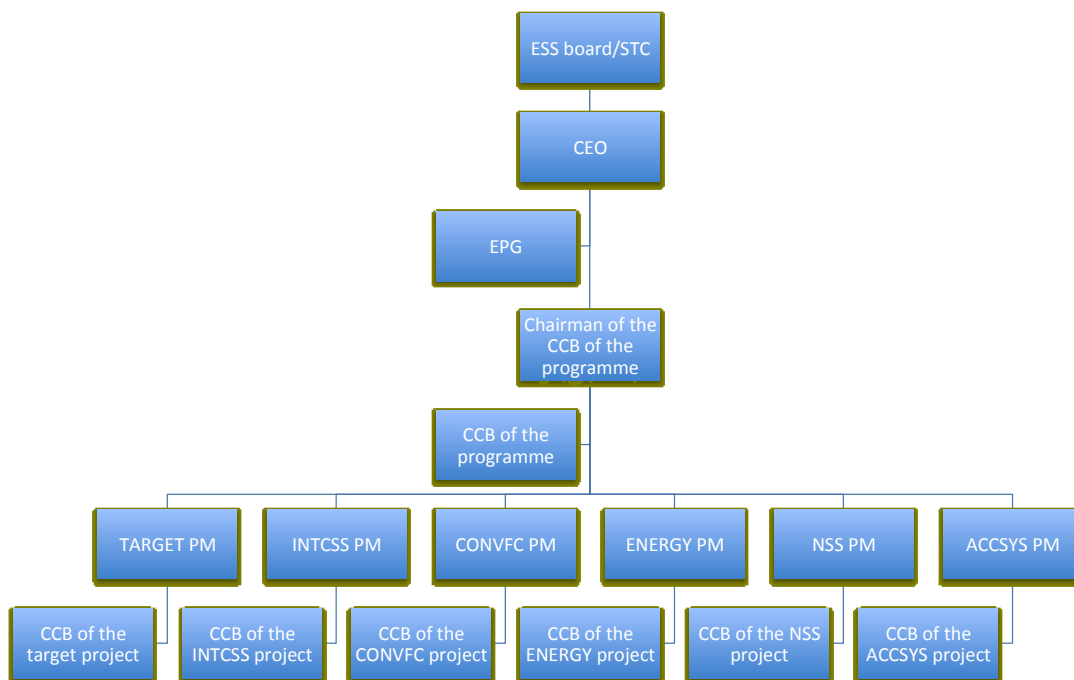 ESS board/STC
CEO
EPG
Chairman of the
CCB of the
programme
CCB of the
programme
TARGET PM
INTCSS PM
CONVFC PM
ENERGY PM
NSS PM
ACCSYS PM
CCB of the
target project
CCB of the
INTCSS project
CCB of the
CONVFC project
CCB of the
ENERGY project
CCB of the NSS
project
CCB of the
ACCSYS project